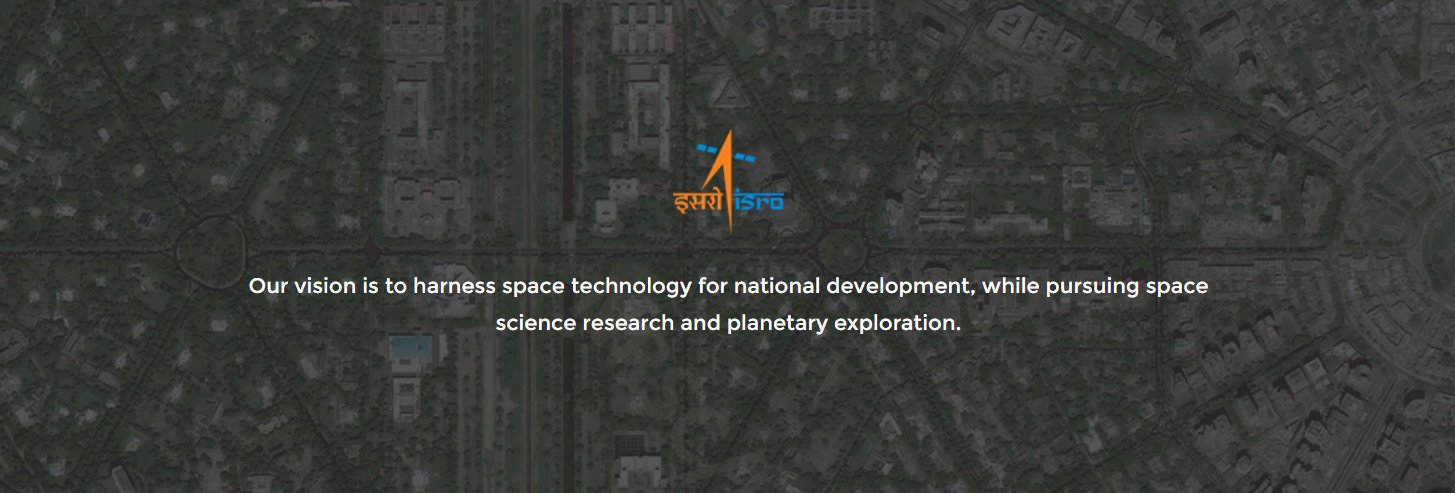 इसरो isro
Our vision is to harness space technology for national development, while pursuing space
science research and planetary exploration.